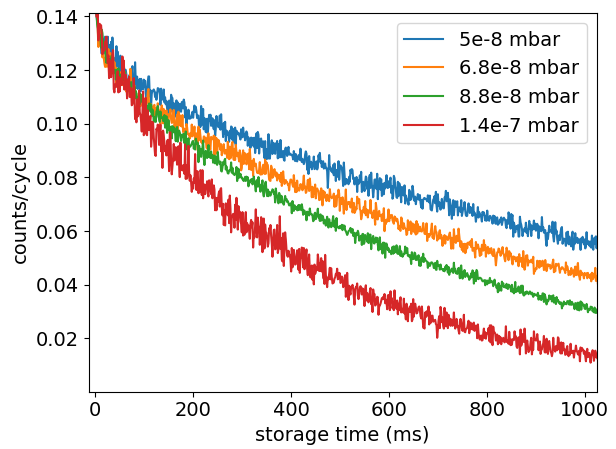 0.14
0.12
0.10
0.08
0.06
0.04
0.02
counts/cycle
5e-8 mbar
6.8e-8 mbar
8.8e-8 mbar
1.4e-7 mbar
0 200 400 600 800 1000
storage time (ms)